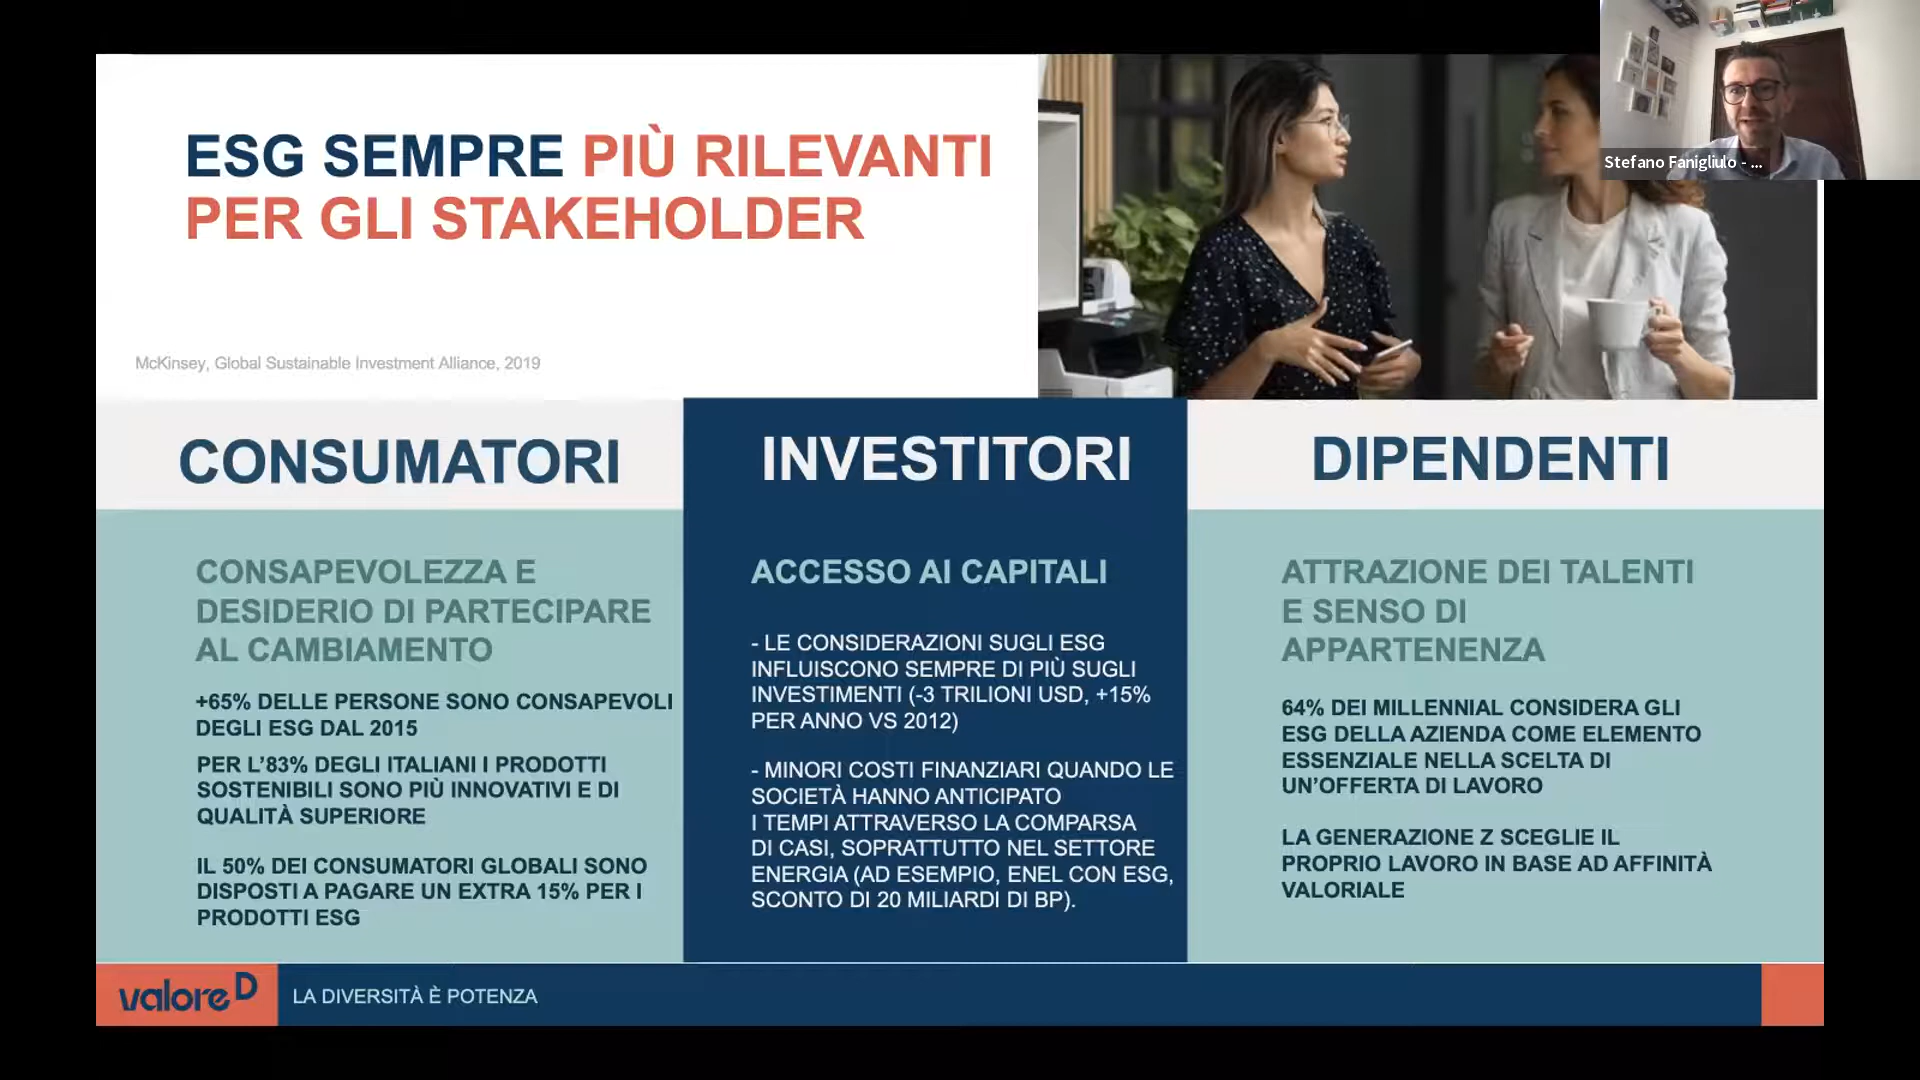 ESG SEMPRE PIÙ RILEVANTI
PER GLI STAKEHOLDER
McKinsey, Global Sustainable Investment Alliance, 2019
Stefano Fanigliulo - ...
CONSUMATORI
CONSAPEVOLEZZA E
DESIDERIO DI PARTECIPARE
AL CAMBIAMENTO
+65% DELLE PERSONE SONO CONSAPEVOLI
DEGLI ESG DAL 2015
PER L'83% DEGLI ITALIANI I PRODOTTI
SOSTENIBILI SONO PIÙ INNOVATIVI E DI
QUALITÀ SUPERIORE
IL 50% DEI CONSUMATORI GLOBALI SONO
DISPOSTI A PAGARE UN EXTRA 15% PER I
PRODOTTI ESG
INVESTITORI
ACCESSO AI CAPITALI
- LE CONSIDERAZIONI SUGLI ESG
INFLUISCONO SEMPRE DI PIÙ SUGLI
INVESTIMENTI (-3 TRILIONI USD, +15%
PER ANNO VS 2012)
- MINORI COSTI FINANZIARI QUANDO LE
SOCIETÀ HANNO ANTICIPATO
I TEMPI ATTRAVERSO LA COMPARSA
DI CASI, SOPRATTUTTO NEL SETTORE
ENERGIA (AD ESEMPIO, ENEL CON ESG,
SCONTO DI 20 MILIARDI DI BP).
DIPENDENTI
ATTRAZIONE DEI TALENTI
E SENSO DI
APPARTENENZA
64% DEI MILLENNIAL CONSIDERA GLI
ESG DELLA AZIENDA COME ELEMENTO
ESSENZIALE NELLA SCELTA DI
UN'OFFERTA DI LAVORO
LA GENERAZIONE Z SCEGLIE IL
PROPRIO LAVORO IN BASE AD AFFINITÀ
VALORIALE
valore D
LA DIVERSITÀ È POTENZA